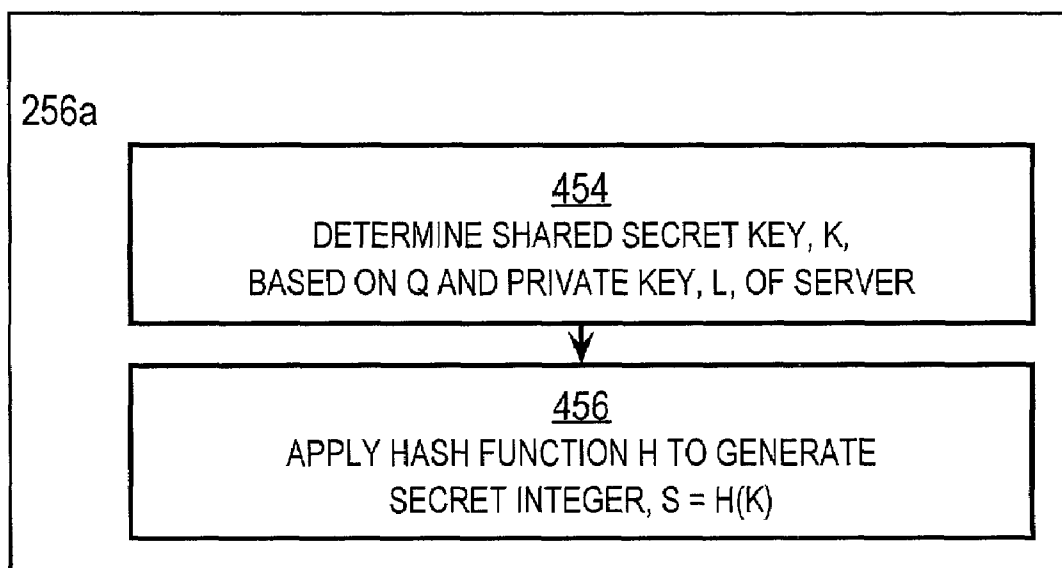 256a
454
DETERMINE SHARED SECRET KEY, K,
BASED ON Q AND PRIVATE KEY, L, OF SERVER
456
APPLY HASH FUNCTION H TO GENERATE
SECRET INTEGER, S = H(K)